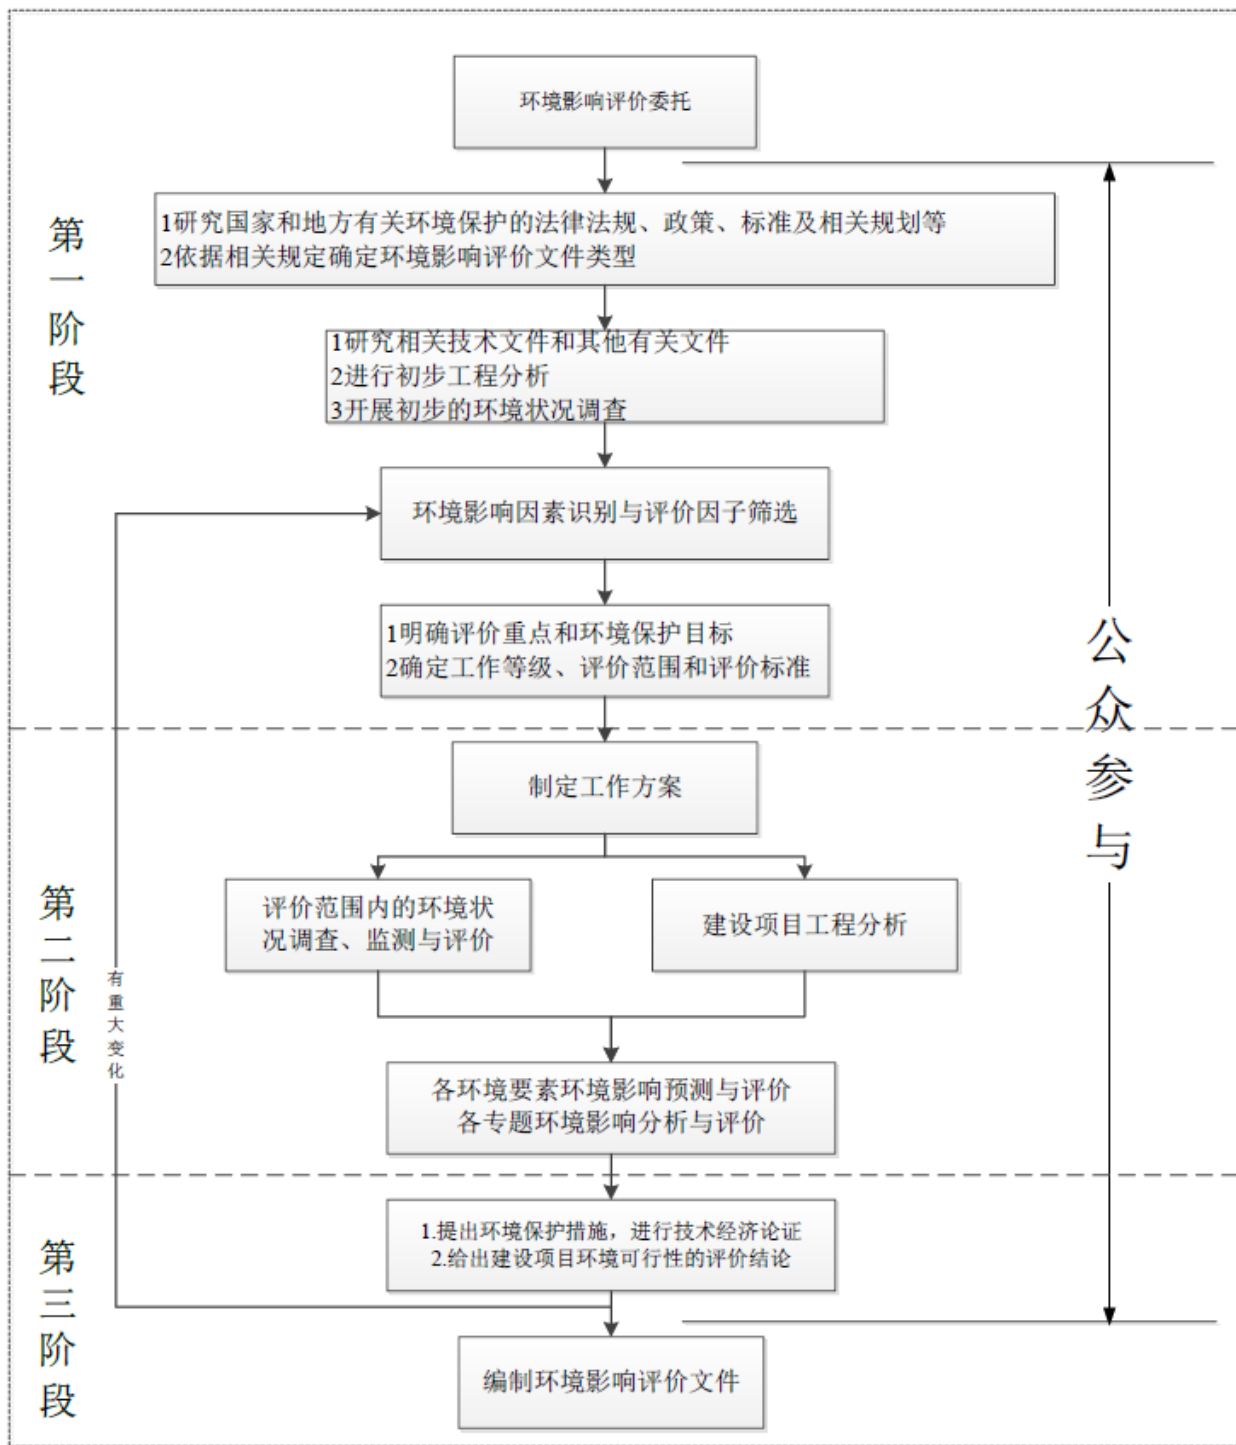 环境影响评价委托
第一阶段
1研究国家和地方有关环境保护的法律法规、政策、标准及相关规划等
2依据相关规定确定环境影响评价文件类型
1研究相关技术文件和其他有关文件
2进行初步工程分析
3开展初步的环境状况调查
环境影响因素识别与评价因子筛选
1明确评价重点和环境保护目标
2确定工作等级、评价范围和评价标准
公众参与
制定工作方案
第二阶段
评价范围内的环境状
况调查、监测与评价
建设项目工程分析
有重大变化
各环境要素环境影响预测与评价
各专题环境影响分析与评价
第三阶段
1.提出环境保护措施，进行技术经济论证
2.给出建设项目环境可行性的评价结论
编制环境影响评价文件